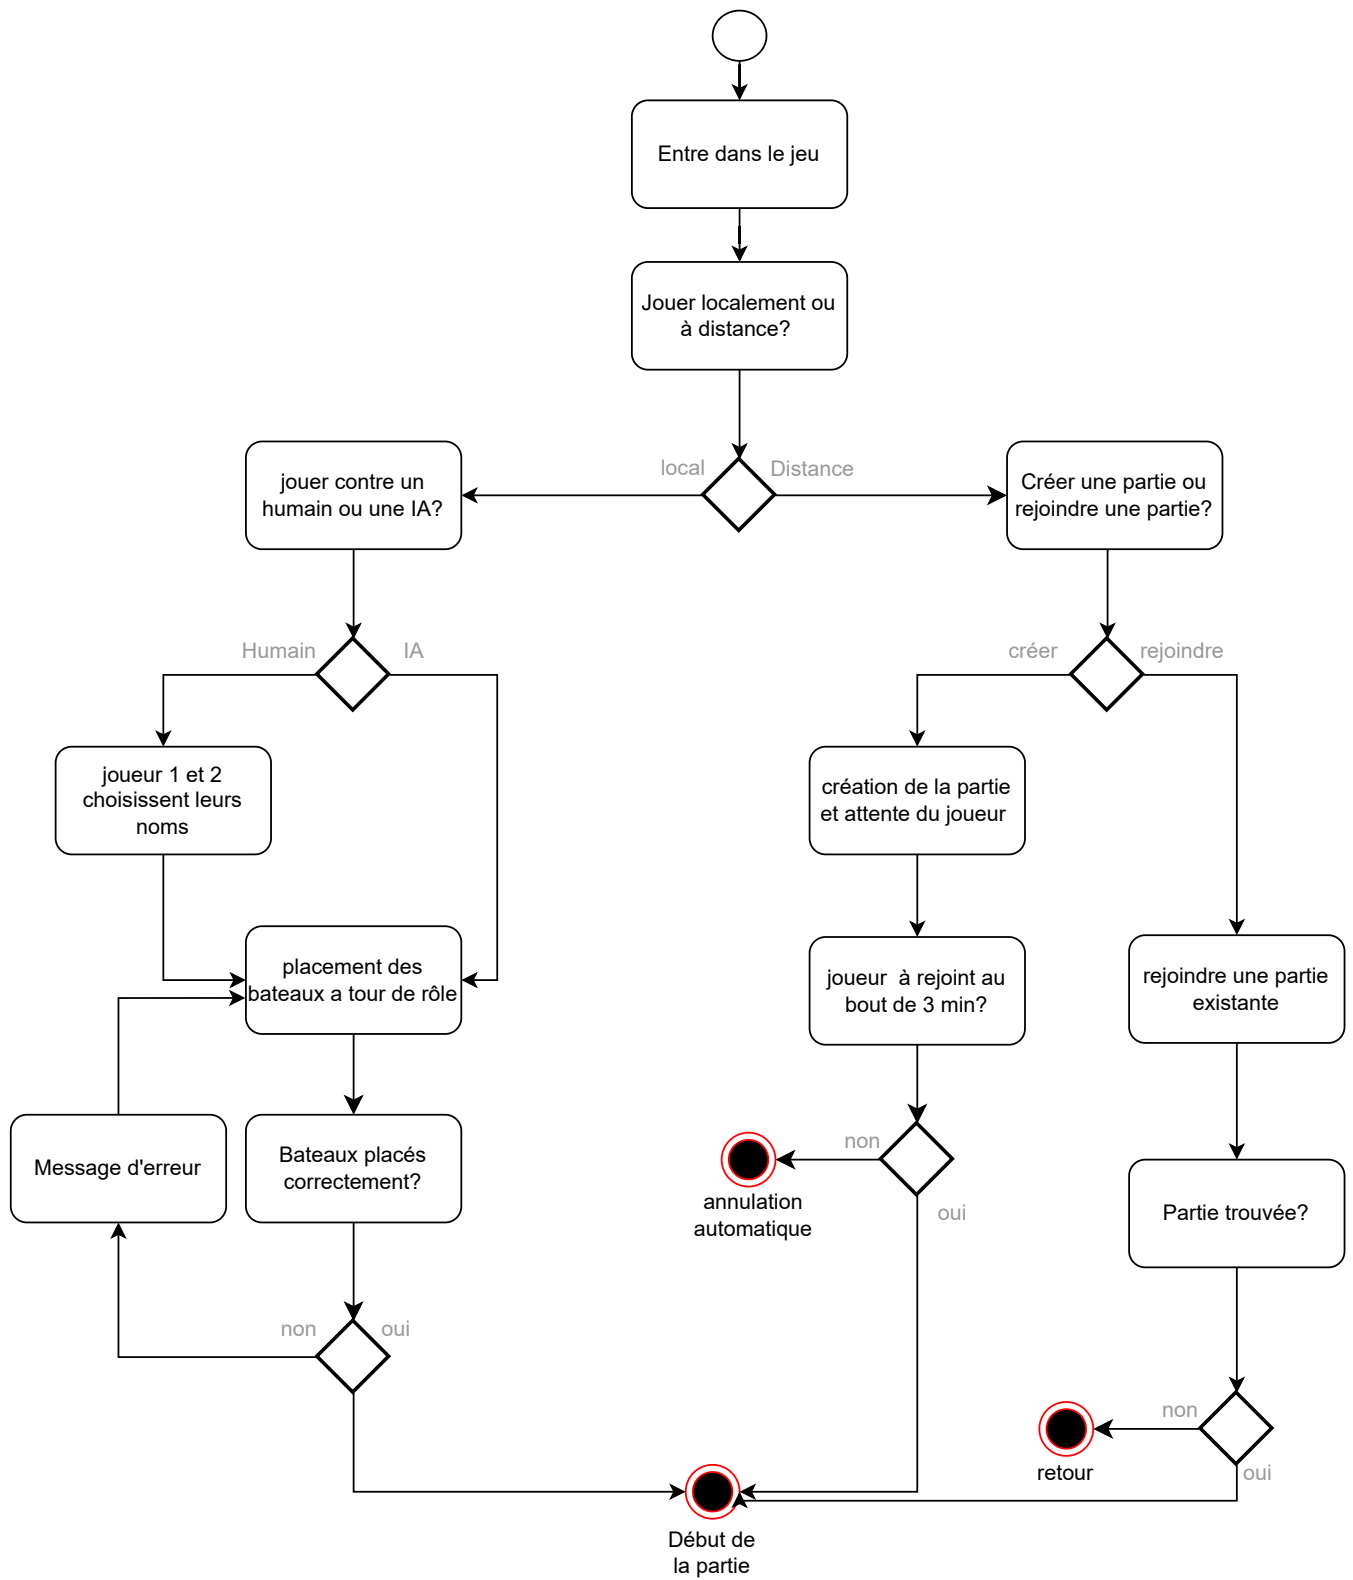 Entre dans le jeu
Jouer localement ou
à distance?
local
Distance
jouer contre un
humain ou une IA?
Créer une partie ou
rejoindre une partie?
Humain
IA
créer
rejoindre
joueur 1 et 2
choisissent leurs
noms
création de la partie
et attente du joueur
placement des
bateaux a tour de rôle
joueur  à rejoint au
bout de 3 min?
rejoindre une partie
existante
Message d'erreur
Bateaux placés
correctement?
non
annulation
automatique
oui
Partie trouvée?
non
oui
non
retour
oui
Début de
la partie